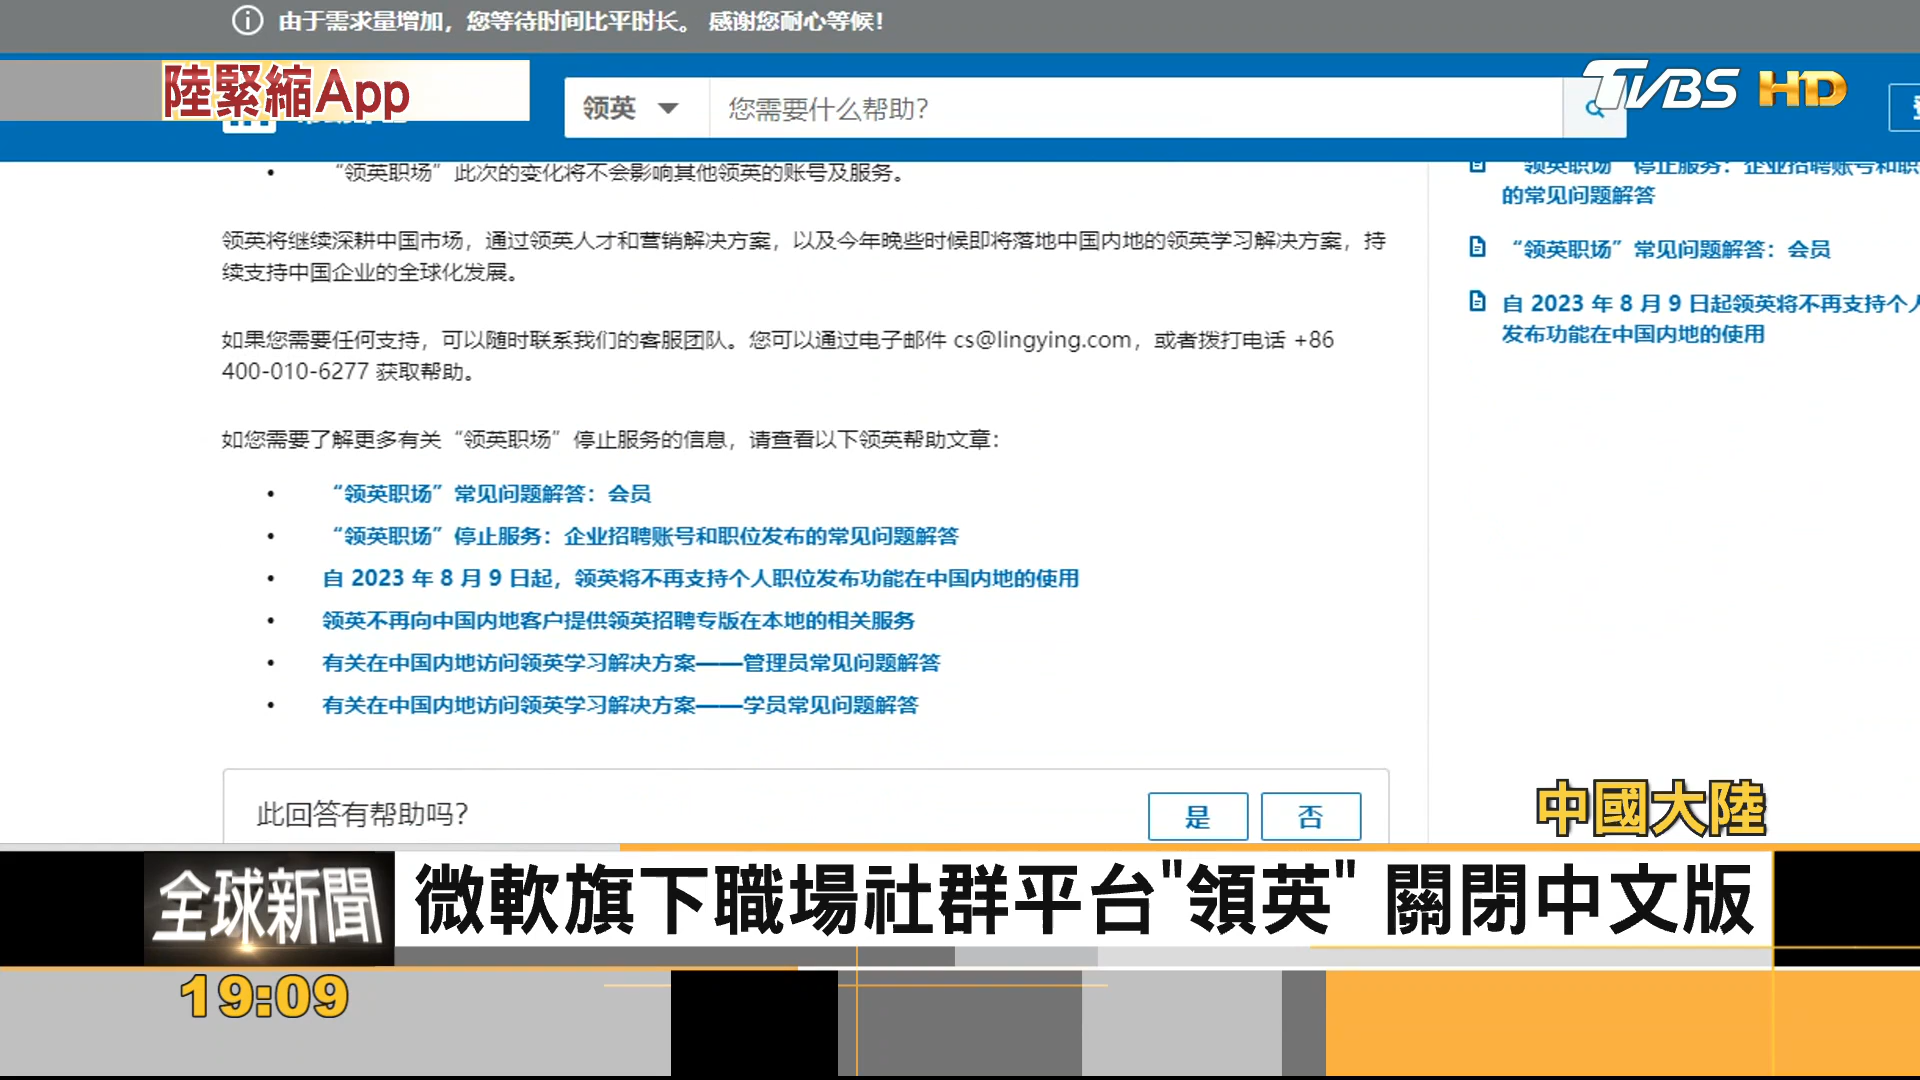 由于需求量增加，您等待时间比平时长。 感谢您耐心等候！
陸緊縮App
领英
您需要什么帮助？
TVBS HD
“领英职场”此次的变化将不会影响其他领英的账号及服务。
领英将继续深耕中国市场，通过领英人才和营销解决方案，以及今年晚些时候即将落地中国内地的领英学习解决方案，持
续支持中国企业的全球化发展。
如果您需要任何支持，可以随时联系我们的客服团队。您可以通过电子邮件 cs@lingying.com，或者拨打电话 +86
400-010-6277 获取帮助。
如您需要了解更多有关“领英职场”停止服务的信息，请查看以下领英帮助文章：
• “领英职场”常见问题解答：会员
• “领英职场”停止服务：企业招聘账号和职位发布的常见问题解答
• 自 2023 年 8 月 9 日起，领英将不再支持个人职位发布功能在中国内地的使用
• 领英不再向中国内地客户提供领英招聘专版在本地的相关服务
• 有关在中国内地访问领英学习解决方案——管理员常见问题解答
• 有关在中国内地访问领英学习解决方案——学员常见问题解答
此回答有帮助吗？
是
否
“领英职场”停止服务：企业招聘账号和职
的常见问题解答
“领英职场”常见问题解答：会员
自 2023 年 8 月 9 日起领英将不再支持个人
发布功能在中国内地的使用
中國大陸
全球新聞
微軟旗下職場社群平台"領英" 關閉中文版
19:09